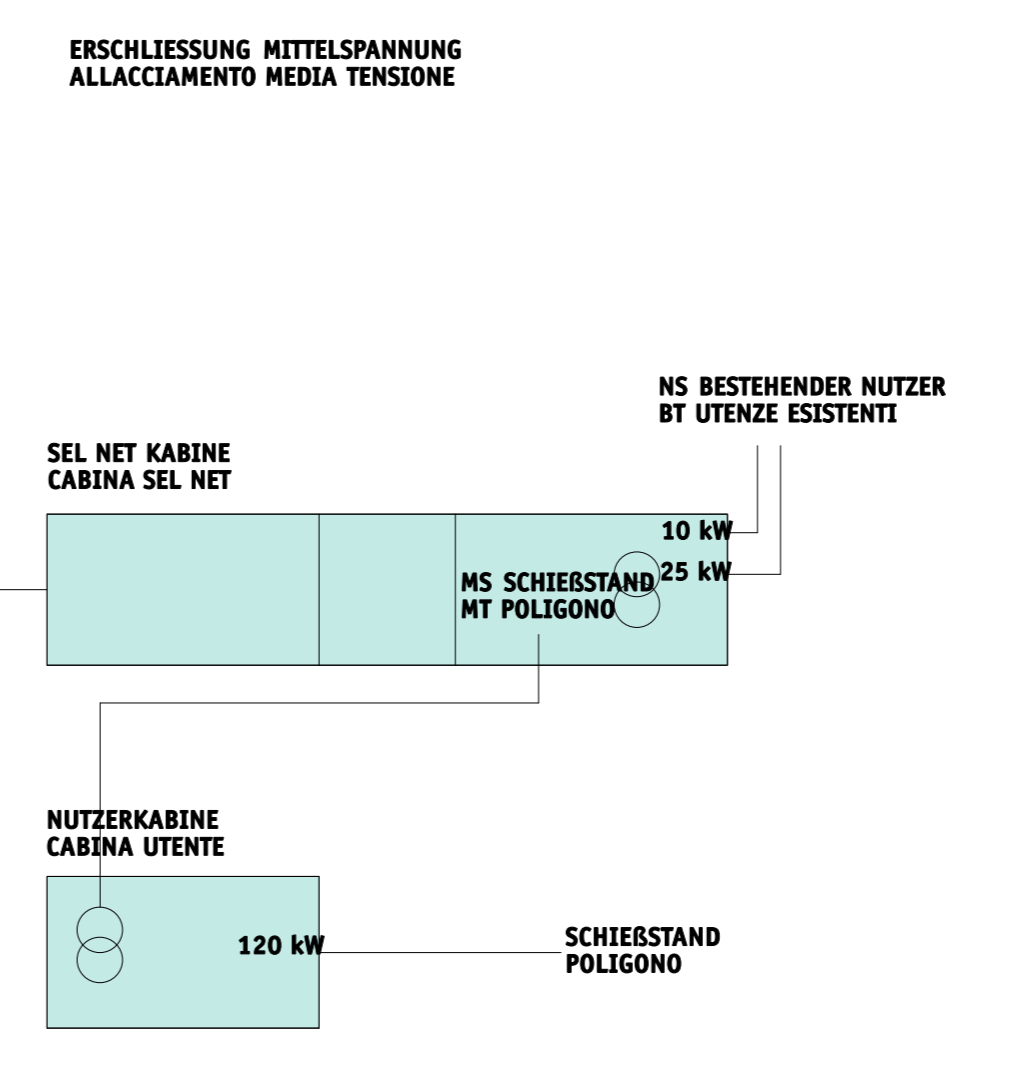 ERSCHLIESSUNG MITTELSPANNUNG
ALLACCIAMENTO MEDIA TENSIONE
NS BESTEHENDER NUTZER
BT UTENZE ESISTENTI
SEL NET KABINE
CABINA SEL NET
10 kW
25 kW
MS SCHIEßSTAND
MT POLIGONO
NUTZERKABINE
CABINA UTENTE
120 kW
SCHIEßSTAND
POLIGONO